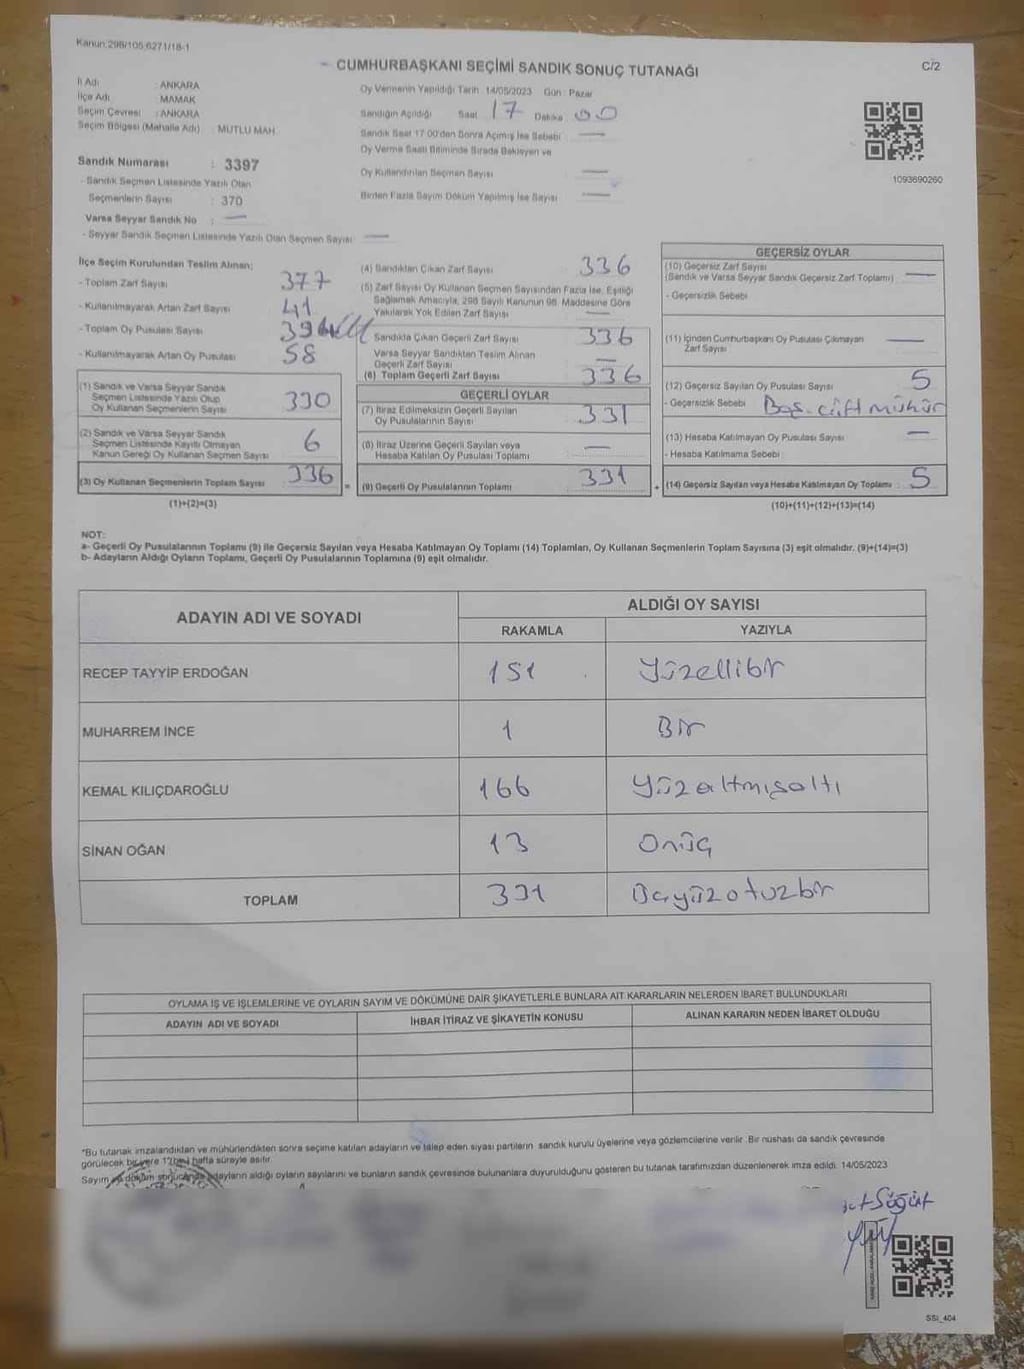 Kanun:298/105,6271/18-1
CUMHURBAŞKANI SEÇİMİ SANDIK SONUÇ TUTANAĞI
C/2
İl Adı : ANKARA
İlçe Adı : MAMAK
Seçim Çevresi : ANKARA
Seçim Bölgesi (Mahalle Adı) : MUTLU MAH.
Sandık Numarası : 3397
- Sandık Seçmen Listesinde Yazılı Olan
Seçmenlerin Sayısı : 370
Varsa Seyyar Sandık No : —
- Seyyar Sandık Seçmen Listesinde Yazılı Olan Seçmen Sayısı —
Oy Vermenin Yapıldığı Tarih 14/05/2023 Gün : Pazar
Sandığın Açıldığı Saat 17 Dakika 00
Sandık Saat 17.00'den Sonra Açılmış İse Sebebi —
Oy Verme Saati Bitiminde Sırada Bekleyen ve
Oy Kullandırılan Seçmen Sayısı —
Birden Fazla Sayım Döküm Yapılmış İse Sayısı —
1093690260
İlçe Seçim Kurulundan Teslim Alınan;
- Toplam Zarf Sayısı 377
- Kullanılmayarak Artan Zarf Sayısı 41
- Toplam Oy Pusulası Sayısı 394
- Kullanılmayarak Artan Oy Pusulası 58
(1) Sandık ve Varsa Seyyar Sandık
Seçmen Listesinde Yazılı Olup
Oy Kullanan Seçmenlerin Sayısı 330
(2) Sandık ve Varsa Seyyar Sandık
Seçmen Listesinde Kayıtlı Olmayan
Kanun Gereği Oy Kullanan Seçmen Sayısı 6
(3) Oy Kullanan Seçmenlerin Toplam Sayısı 336
(1)+(2)=(3)
(4) Sandıktan Çıkan Zarf Sayısı 336
(5) Zarf Sayısı Oy Kullanan Seçmen Sayısından Fazla İse, Eşitliği
Sağlamak Amacıyla, 298 Sayılı Kanunun 98. Maddesine Göre
Yakılarak Yok Edilen Zarf Sayısı —
Sandıkta Çıkan Geçerli Zarf Sayısı 336
Varsa Seyyar Sandıktan Teslim Alınan
Geçerli Zarf Sayısı —
(6) Toplam Geçerli Zarf Sayısı 336
GEÇERLİ OYLAR
(7) İtiraz Edilmeksizin Geçerli Sayılan
Oy Pusulalarının Sayısı 331
(8) İtiraz Üzerine Geçerli Sayılan veya
Hesaba Katılan Oy Pusulası Toplamı —
= (9) Geçerli Oy Pusulalarının Toplamı 331
GEÇERSİZ OYLAR
(10) Geçersiz Zarf Sayısı
(Sandık ve Varsa Seyyar Sandık Geçersiz Zarf Toplamı) —
- Geçersizlik Sebebi
(11) İçinden Cumhurbaşkanı Oy Pusulası Çıkmayan
Zarf Sayısı —
(12) Geçersiz Sayılan Oy Pusulası Sayısı 5
- Geçersizlik Sebebi Boş-çift mühür
(13) Hesaba Katılmayan Oy Pusulası Sayısı —
- Hesaba Katılmama Sebebi
+ (14) Geçersiz Sayılan veya Hesaba Katılmayan Oy Toplamı 5
(10)+(11)+(12)+(13)=(14)
NOT:
a- Geçerli Oy Pusulalarının Toplamı (9) ile Geçersiz Sayılan veya Hesaba Katılmayan Oy Toplamı (14) Toplamları, Oy Kullanan Seçmenlerin Toplam Sayısına (3) eşit olmalıdır. (9)+(14)=(3)
b- Adayların Aldığı Oyların Toplamı, Geçerli Oy Pusulalarının Toplamına (9) eşit olmalıdır.
ADAYIN ADI VE SOYADI ALDIĞI OY SAYISI
RAKAMLA YAZIYLA
RECEP TAYYİP ERDOĞAN 151 Yüzellibir
MUHARREM İNCE 1 Bir
KEMAL KILIÇDAROĞLU 166 Yüzaltmışaltı
SİNAN OĞAN 13 Onüç
TOPLAM 331 Üçyüzotuzbir
OYLAMA İŞ VE İŞLEMLERİNE VE OYLARIN SAYIM VE DÖKÜMÜNE DAİR ŞİKAYETLERLE BUNLARA AİT KARARLARIN NELERDEN İBARET BULUNDUKLARI
ADAYIN ADI VE SOYADI İHBAR İTİRAZ VE ŞİKAYETİN KONUSU ALINAN KARARIN NEDEN İBARET OLDUĞU
*Bu tutanak imzalandıktan ve mühürlendikten sonra seçime katılan adayların ve talep eden siyasi partilerin sandık kurulu üyelerine veya gözlemcilerine verilir. Bir nüshası da sandık çevresinde
görülecek bir yere 1 (bir) hafta süreyle asılır.
Sayım ve döküm sonucunda adayların aldığı oyların sayılarını ve bunların sandık çevresinde bulunanlara duyurulduğunu gösteren bu tutanak tarafımızdan düzenlenerek imza edildi. 14/05/2023
Söğüt
SSİ_404